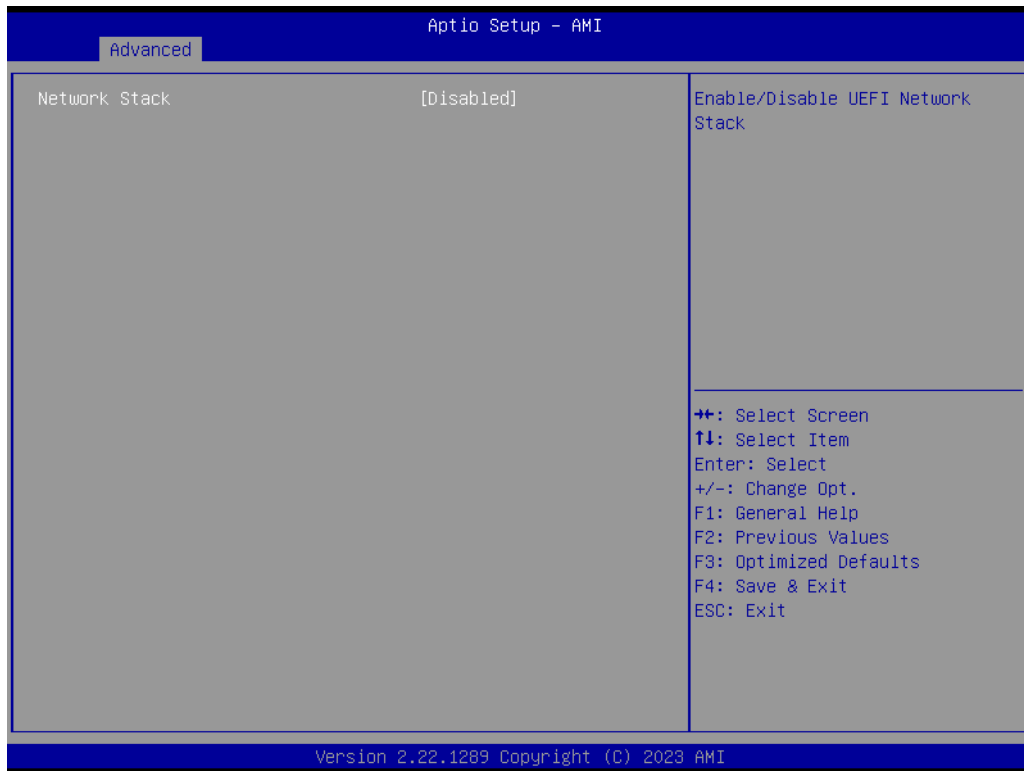 Aptio Setup – AMI
Advanced
Network Stack [Disabled]
Enable/Disable UEFI Network
Stack
→←: Select Screen
↑↓: Select Item
Enter: Select
+/-: Change Opt.
F1: General Help
F2: Previous Values
F3: Optimized Defaults
F4: Save & Exit
ESC: Exit
Version 2.22.1289 Copyright (C) 2023 AMI